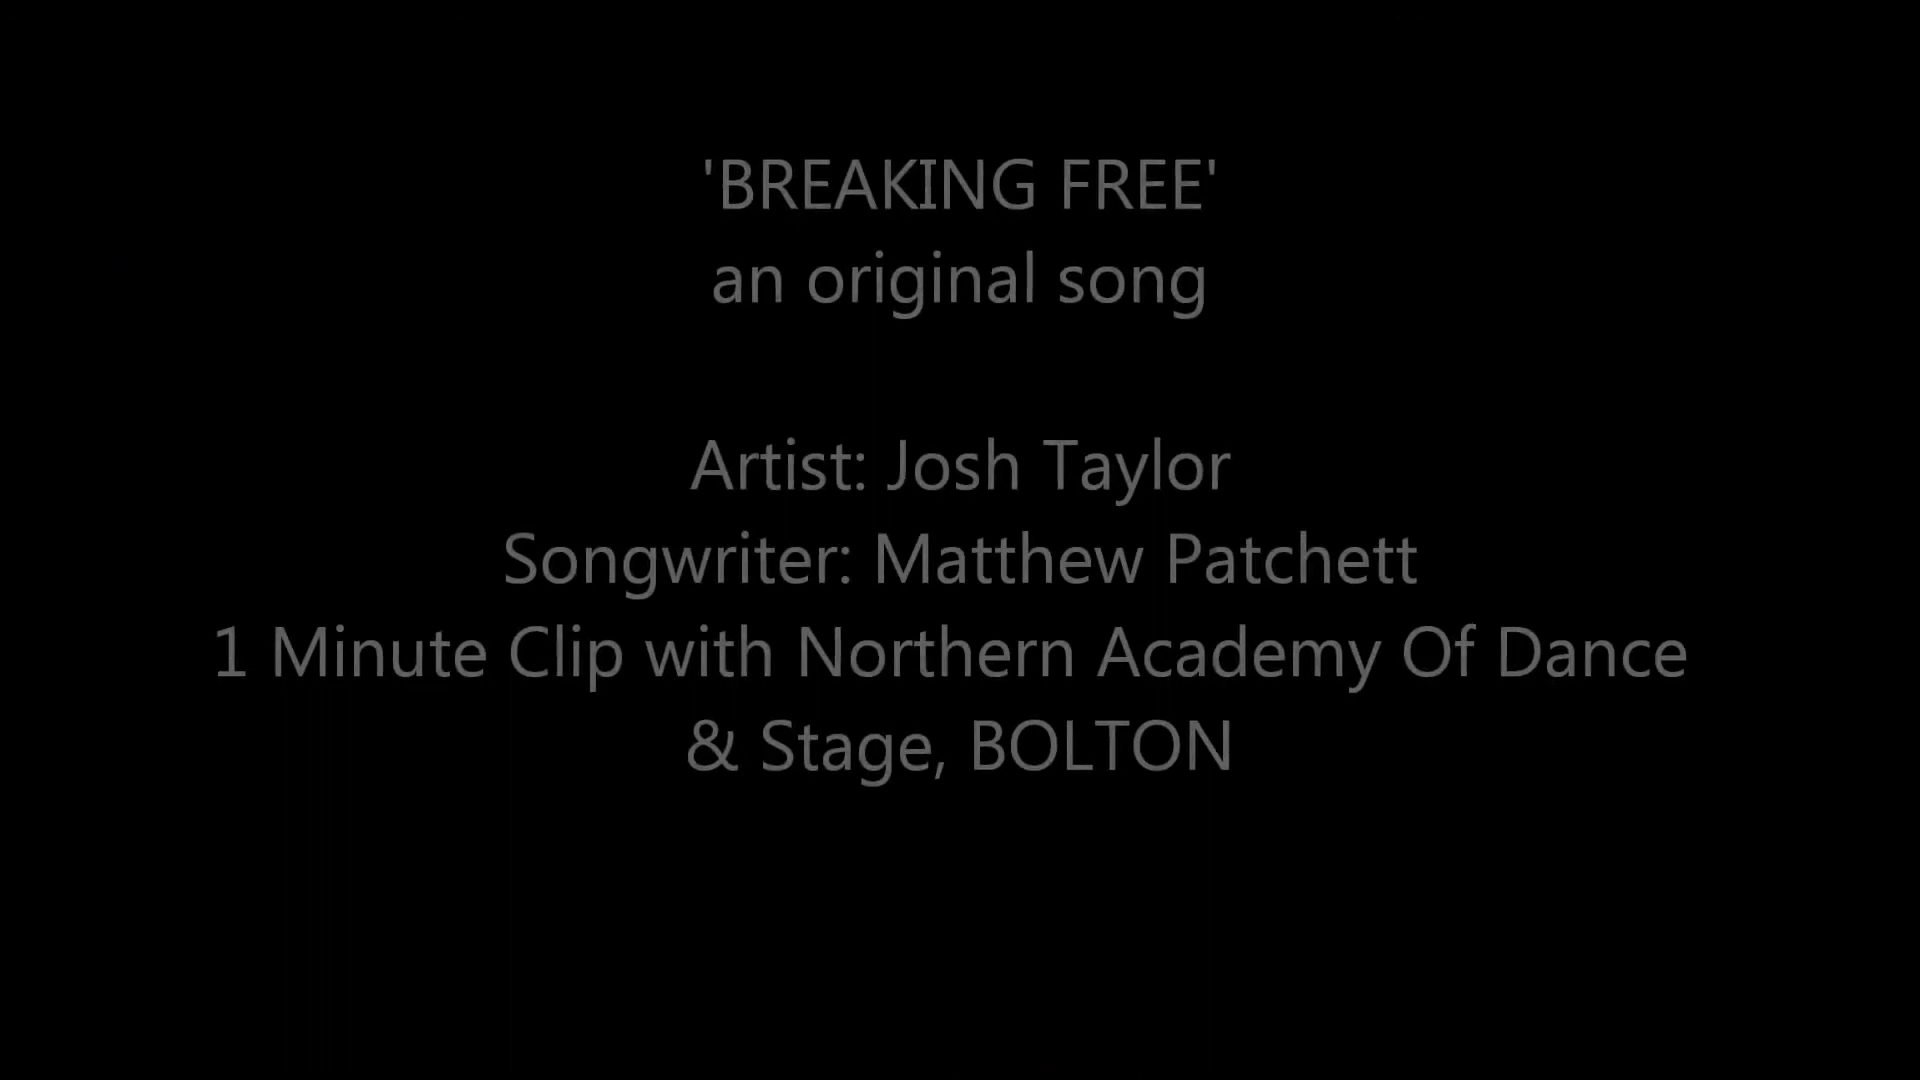 'BREAKING FREE'
an original song
Artist: Josh Taylor
Songwriter: Matthew Patchett
1 Minute Clip with Northern Academy Of Dance
& Stage, BOLTON